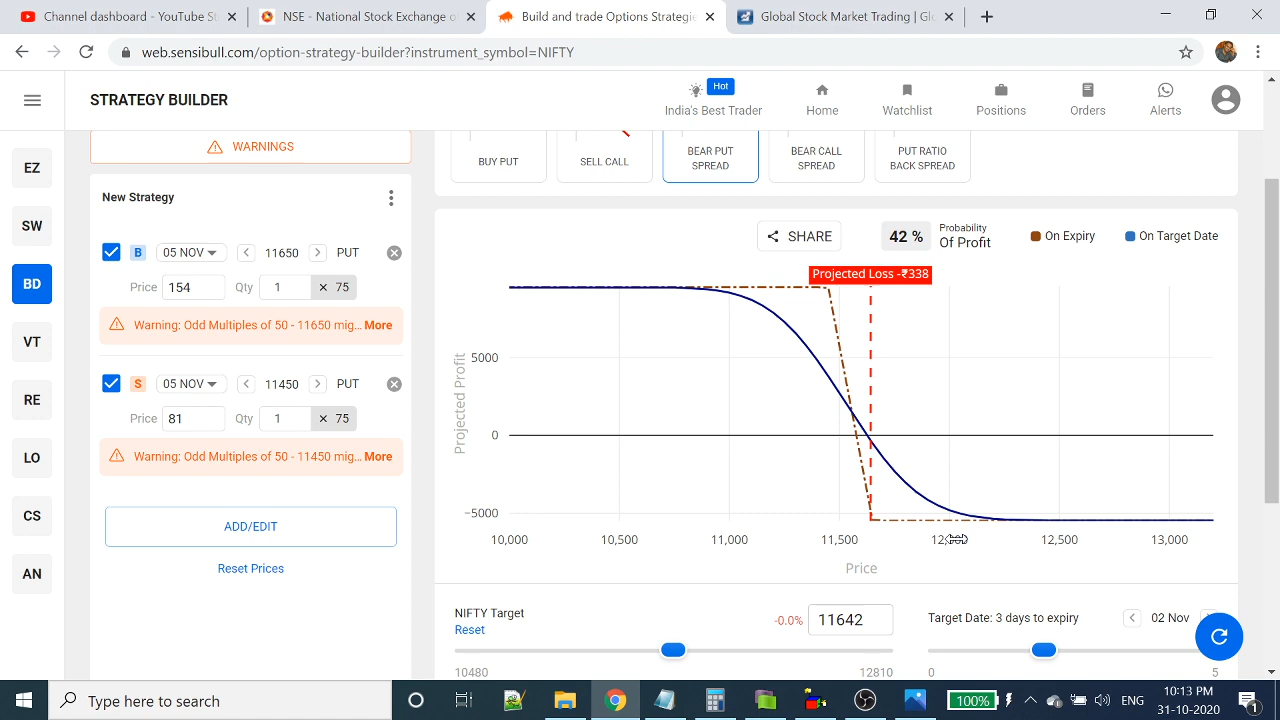 Channel dashboard - YouTube St
NSE - National Stock Exchange o
Build and trade Options Strategie
Global Stock Market Trading | Gl
web.sensibull.com/option-strategy-builder?instrument_symbol=NIFTY
STRATEGY BUILDER
Hot
India's Best Trader
Home
Watchlist
Positions
Orders
Alerts
EZ
SW
BD
VT
RE
LO
CS
AN
WARNINGS
New Strategy
B 05 NOV 11650 PUT
Price 154 Qty 1 × 75
Warning: Odd Multiples of 50 - 11650 mig... More
S 05 NOV 11450 PUT
Price 81 Qty 1 × 75
Warning: Odd Multiples of 50 - 11450 mig... More
ADD/EDIT
Reset Prices
BUY PUT
SELL CALL
BEAR PUT
SPREAD
BEAR CALL
SPREAD
PUT RATIO
BACK SPREAD
SHARE
42 %
Probability
Of Profit
On Expiry
On Target Date
Projected Loss -₹338
Projected Profit
5000
0
−5000
10,000 10,500 11,000 11,500 12,500 13,000
Price
NIFTY Target
Reset
-0.0% 11642
10480 12810
Target Date: 3 days to expiry 02 Nov
0 5
Type here to search
100%
ENG
10:13 PM
31-10-2020
1